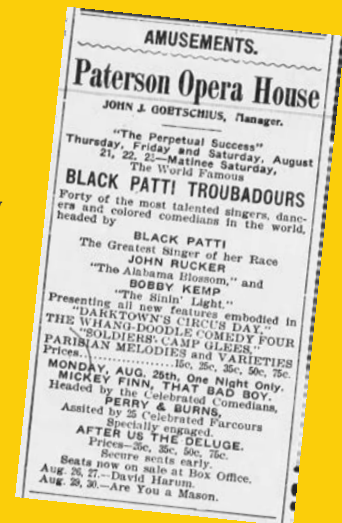 AMUSEMENTS.
Paterson Opera House
JOHN J. GOETSCHIUS, Manager.
"The Perpetual Success"
Thursday, Friday and Saturday, August
21, 22, 23—Matinee Saturday,
The World Famous
BLACK PATTI TROUBADOURS
Forty of the most talented singers, danc-
ers and colored comedians in the world,
headed by
BLACK PATTI
The Greatest Singer of her Race
JOHN RUCKER
"The Alabama Blossom," and
BOBBY KEMP
"The Sinin' Light."
Presenting all new features embodied in
"DARKTOWN'S CIRCUS DAY."
THE WHANG-DOODLE COMEDY FOUR
"SOLDIERS' CAMP GLEES,"
PARISIAN MELODIES and VARIETIES
Prices..............15c, 25c, 35c, 50c, 75c.
MONDAY, AUG. 25th, One Night Only.
MICKEY FINN, THAT BAD BOY.
Headed by the Celebrated Comedians,
PERRY & BURNS,
Assited by 25 Celebrated Farcours
Specially engaged.
AFTER US THE DELUGE.
Prices—25c, 35c, 50c, 75c.
Secure seats early.
Seats now on sale at Box Office.
Aug. 26, 27.—David Harum.
Aug. 29, 30.—Are You a Mason.